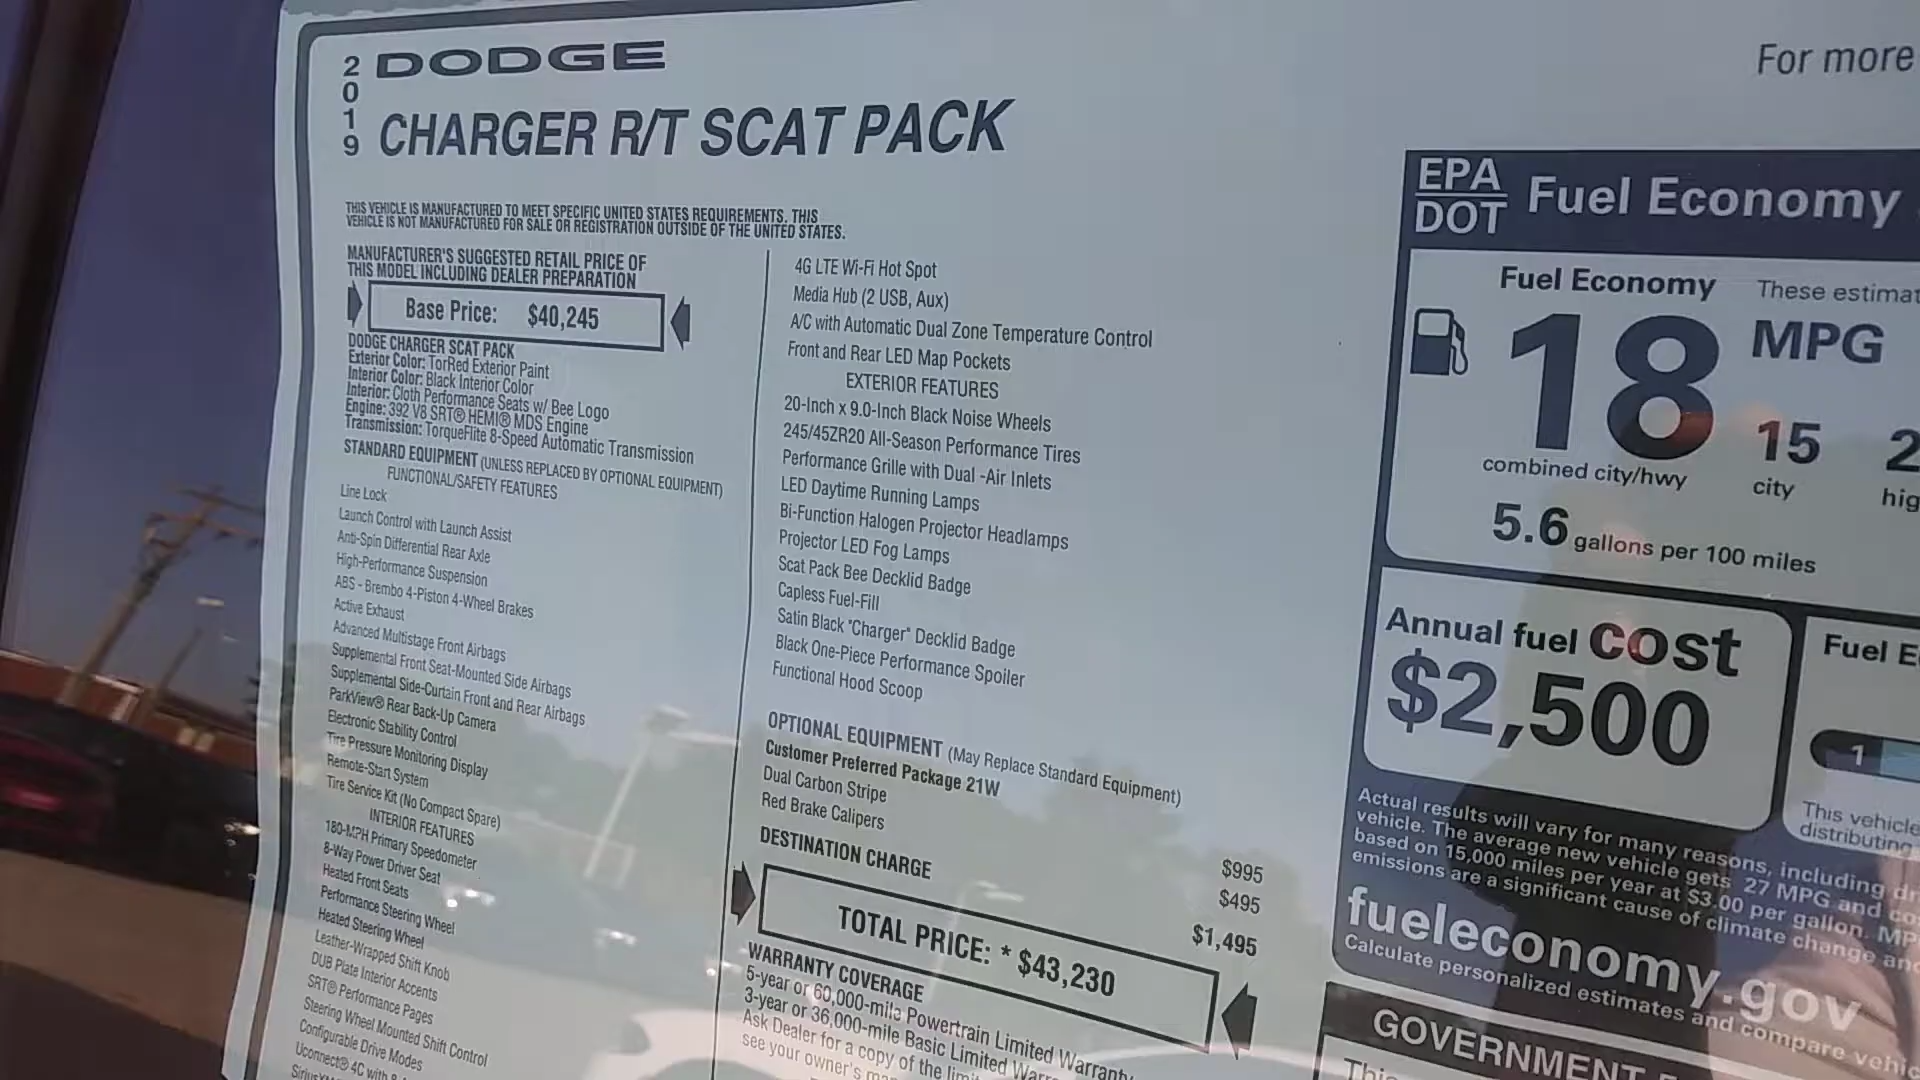 2019
DODGE
CHARGER R/T SCAT PACK
THIS VEHICLE IS MANUFACTURED TO MEET SPECIFIC UNITED STATES REQUIREMENTS. THIS
VEHICLE IS NOT MANUFACTURED FOR SALE OR REGISTRATION OUTSIDE OF THE UNITED STATES.
MANUFACTURER'S SUGGESTED RETAIL PRICE OF
THIS MODEL INCLUDING DEALER PREPARATION
Base Price: $40,245
DODGE CHARGER SCAT PACK
Exterior Color: TorRed Exterior Paint
Interior Color: Black Interior Color
Interior: Cloth Performance Seats w/ Bee Logo
Engine: 392 V8 SRT® HEMI® MDS Engine
Transmission: TorqueFlite 8-Speed Automatic Transmission
STANDARD EQUIPMENT (UNLESS REPLACED BY OPTIONAL EQUIPMENT)
FUNCTIONAL/SAFETY FEATURES
Line Lock
Launch Control with Launch Assist
Anti-Spin Differential Rear Axle
High-Performance Suspension
ABS - Brembo 4-Piston 4-Wheel Brakes
Active Exhaust
Advanced Multistage Front Airbags
Supplemental Front Seat-Mounted Side Airbags
Supplemental Side-Curtain Front and Rear Airbags
ParkView® Rear Back-Up Camera
Electronic Stability Control
Tire Pressure Monitoring Display
Remote-Start System
Tire Service Kit (No Compact Spare)
INTERIOR FEATURES
180-MPH Primary Speedometer
8-Way Power Driver Seat
Heated Front Seats
Performance Steering Wheel
Heated Steering Wheel
Leather-Wrapped Shift Knob
DUB Plate Interior Accents
SRT® Performance Pages
Steering Wheel Mounted Shift Control
Configurable Drive Modes
Uconnect® 4C with
4G LTE Wi-Fi Hot Spot
Media Hub (2 USB, Aux)
A/C with Automatic Dual Zone Temperature Control
Front and Rear LED Map Pockets
EXTERIOR FEATURES
20-Inch x 9.0-Inch Black Noise Wheels
245/45ZR20 All-Season Performance Tires
Performance Grille with Dual -Air Inlets
LED Daytime Running Lamps
Bi-Function Halogen Projector Headlamps
Projector LED Fog Lamps
Scat Pack Bee Decklid Badge
Capless Fuel-Fill
Satin Black "Charger" Decklid Badge
Black One-Piece Performance Spoiler
Functional Hood Scoop
OPTIONAL EQUIPMENT (May Replace Standard Equipment)
Customer Preferred Package 21W
Dual Carbon Stripe $995
Red Brake Calipers $495
DESTINATION CHARGE $1,495
TOTAL PRICE: * $43,230
WARRANTY COVERAGE
5-year or 60,000-mile Powertrain Limited Warranty
3-year or 36,000-mile Basic Limited
Ask Dealer for a copy of the
see your owner's
For more
EPA
DOT
Fuel Economy
Fuel Economy
These
18 MPG
combined city/hwy
15
city
5.6 gallons per 100 miles
Annual fuel cost
$2,500
Fuel
1
This vehicle
distributing
Actual results will vary for many reasons, including
vehicle. The average new vehicle gets 27 MPG and
based on 15,000 miles per year at $3.00 per gallon.
emissions are a significant cause of climate change
fueleconomy.gov
Calculate personalized estimates and compare
GOVERNMENT